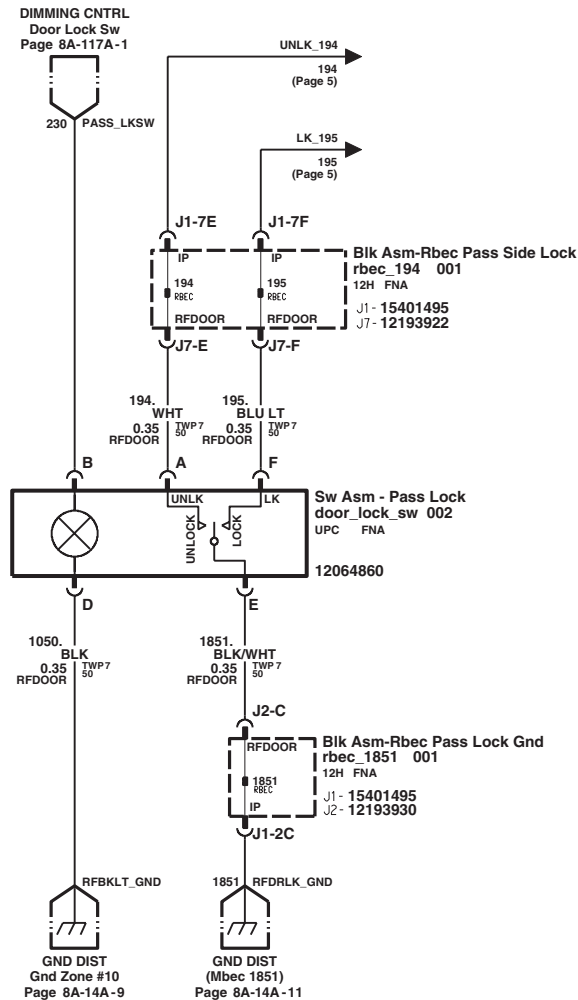 DIMMING CNTRL
Door Lock Sw
Page 8A-117A-1
230 PASS_LKSW
UNLK_194
194
(Page 5)
LK_195
195
(Page 5)
J1-7E
J1-7F
IP
IP
194
RBEC
195
RBEC
RFDOOR
RFDOOR
Blk Asm-Rbec Pass Side Lock
rbec_194 001
12H FNA
J1- 15401495
J7- 12193922
J7-E
J7-F
194.
WHT
0.35 TWP7
50
RFDOOR
195.
BLU LT
0.35 TWP7
50
RFDOOR
B
A
F
UNLK
LK
UNLOCK
LOCK
Sw Asm - Pass Lock
door_lock_sw 002
UPC FNA
12064860
D
E
1050.
BLK
0.35 TWP7
50
RFDOOR
1851.
BLK/WHT
0.35 TWP7
50
RFDOOR
J2-C
RFDOOR
1851
RBEC
IP
Blk Asm-Rbec Pass Lock Gnd
rbec_1851 001
12H FNA
J1- 15401495
J2- 12193930
J1-2C
RFBKLT_GND
1851 RFDRLK_GND
GND DIST
Gnd Zone #10
Page 8A-14A-9
GND DIST
(Mbec 1851)
Page 8A-14A-11